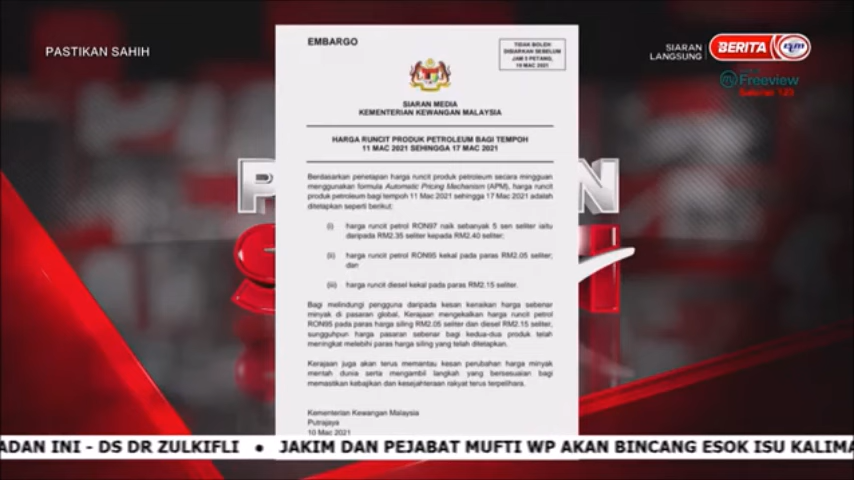 PASTIKAN SAHIH
EMBARGO
TIDAK BOLEH
DISIARKAN SEBELUM
JAM 5 PETANG,
10 MAC 2021
SIARAN
LANGSUNG
BERITA rtm
Freeview
Saluran 123
SIARAN MEDIA
KEMENTERIAN KEWANGAN MALAYSIA
HARGA RUNCIT PRODUK PETROLEUM BAGI TEMPOH
11 MAC 2021 SEHINGGA 17 MAC 2021
Berdasarkan penetapan harga runcit produk petroleum secara mingguan
menggunakan formula Automatic Pricing Mechanism (APM), harga runcit
produk petroleum bagi tempoh 11 Mac 2021 sehingga 17 Mac 2021 adalah
ditetapkan seperti berikut:
(i) harga runcit petrol RON97 naik sebanyak 5 sen seliter iaitu
daripada RM2.35 seliter kepada RM2.40 seliter;
(ii) harga runcit petrol RON95 kekal pada paras RM2.05 seliter;
dan
(iii) harga runcit diesel kekal pada paras RM2.15 seliter.
Bagi melindungi pengguna daripada kesan kenaikan harga sebenar
minyak di pasaran global, Kerajaan mengekalkan harga runcit petrol
RON95 pada paras harga siling RM2.05 seliter dan diesel RM2.15 seliter,
sungguhpun harga pasaran sebenar bagi kedua-dua produk telah
meningkat melebihi paras harga siling yang telah ditetapkan.
Kerajaan juga akan terus memantau kesan perubahan harga minyak
mentah dunia serta mengambil langkah yang bersesuaian bagi
memastikan kebajikan dan kesejahteraan rakyat terus terpelihara.
Kementerian Kewangan Malaysia
Putrajaya
10 Mac 2021
ADAN INI - DS DR ZULKIFLI ● JAKIM DAN PEJABAT MUFTI WP AKAN BINCANG ESOK ISU KALIMA